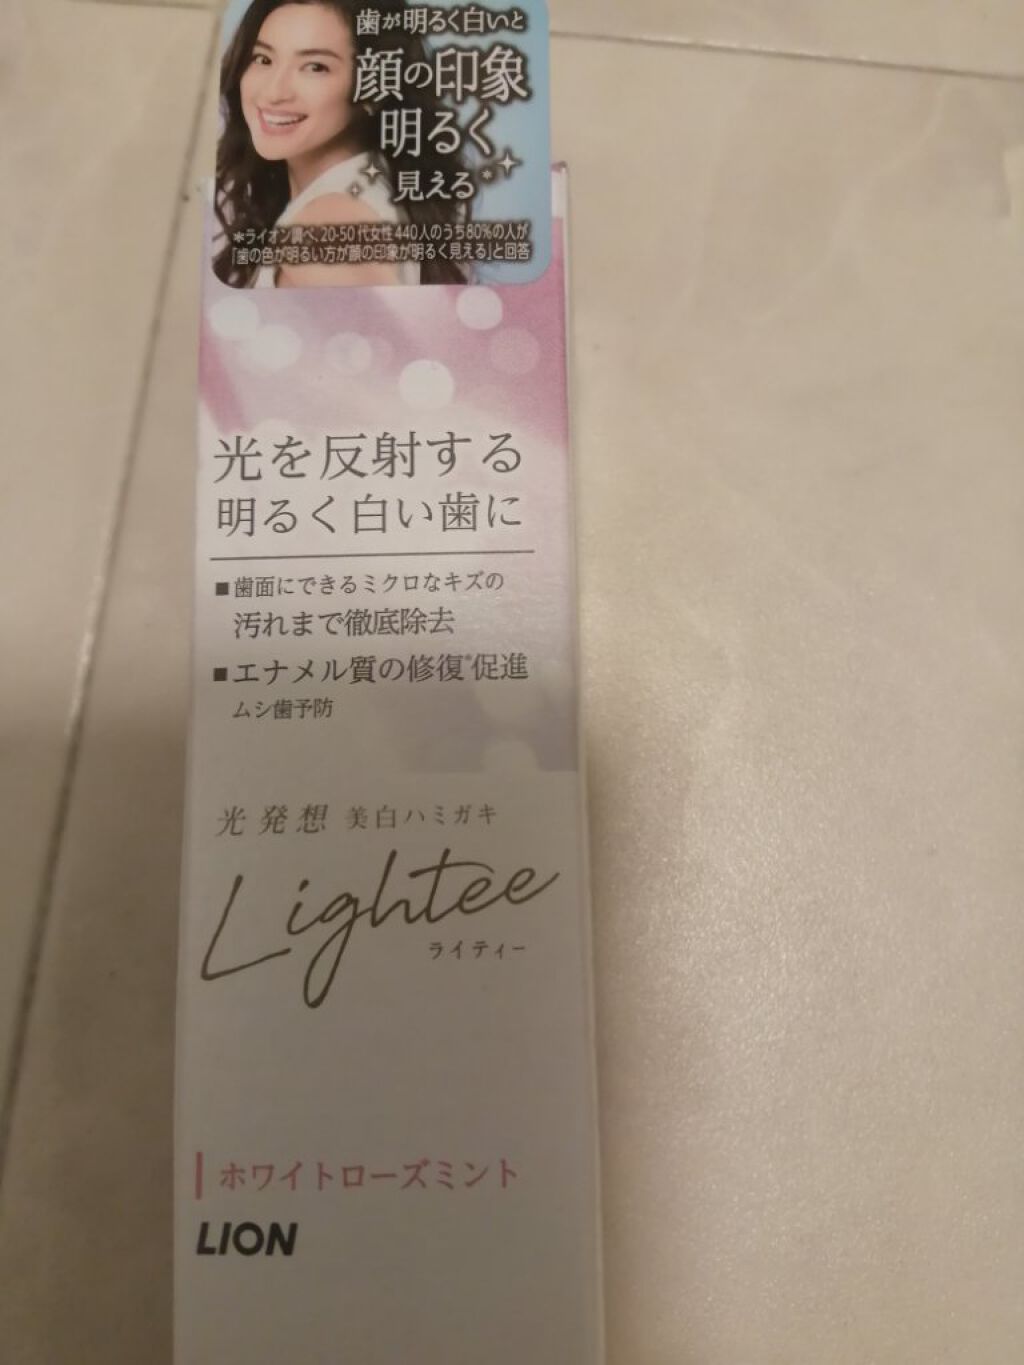 歯が明るく白いと
顔の印象
明るく
見える*
*ライオン調べ、20-50代女性440人のうち80%の人が
「歯の色が明るい方が顔の印象が明るく見える」と回答
光を反射する
明るく白い歯に
■歯面にできるミクロなキズの
汚れまで徹底除去
■エナメル質の修復*促進
ムシ歯予防
光発想 美白ハミガキ
Lightee
ライティー
ホワイトローズミント
LION